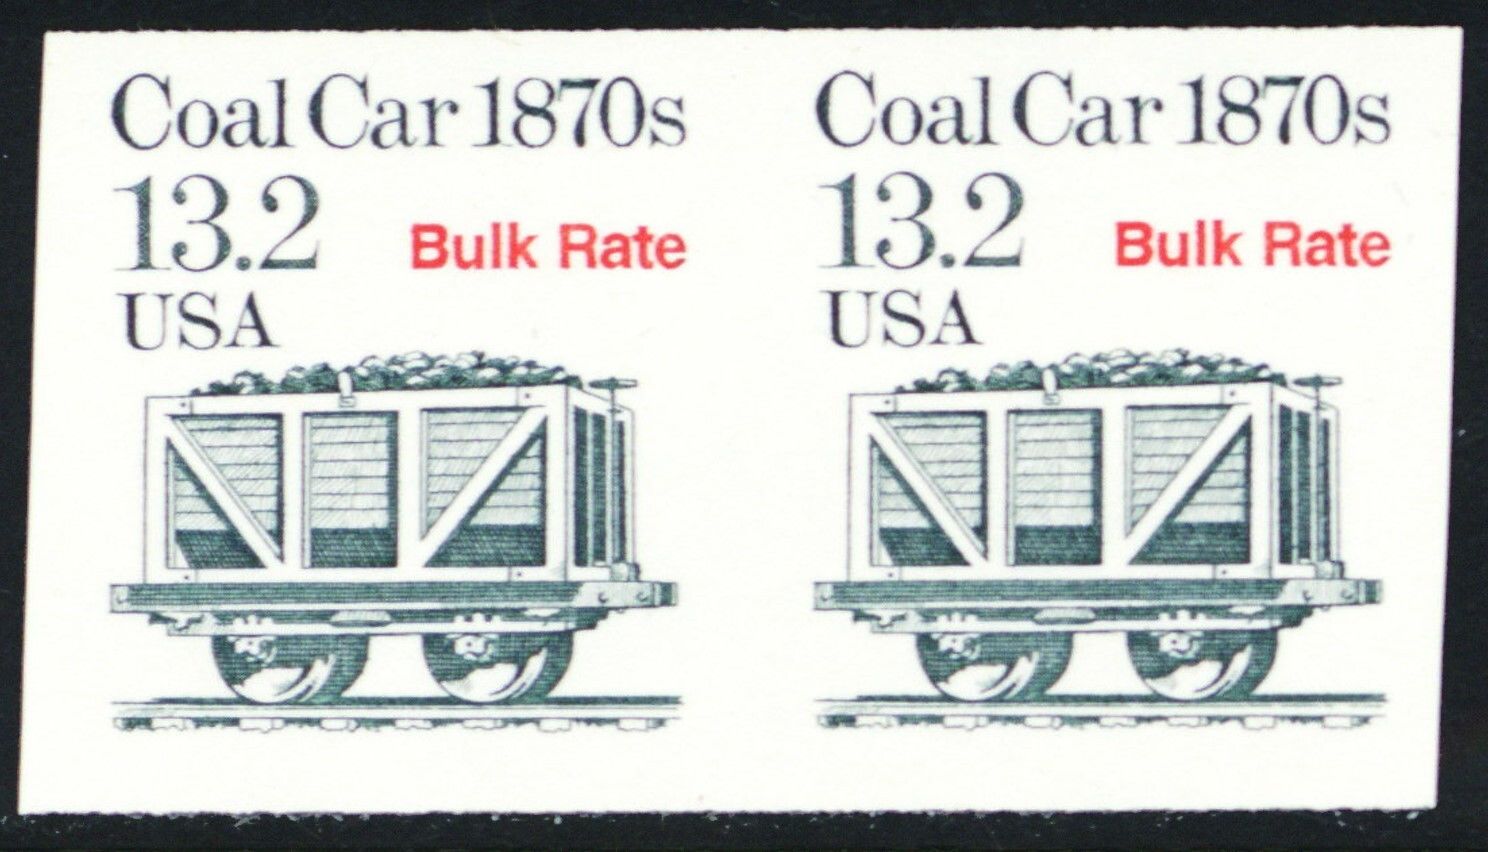 Coal Car 1870s
13.2 Bulk Rate
USA
Coal Car 1870s
13.2 Bulk Rate
USA